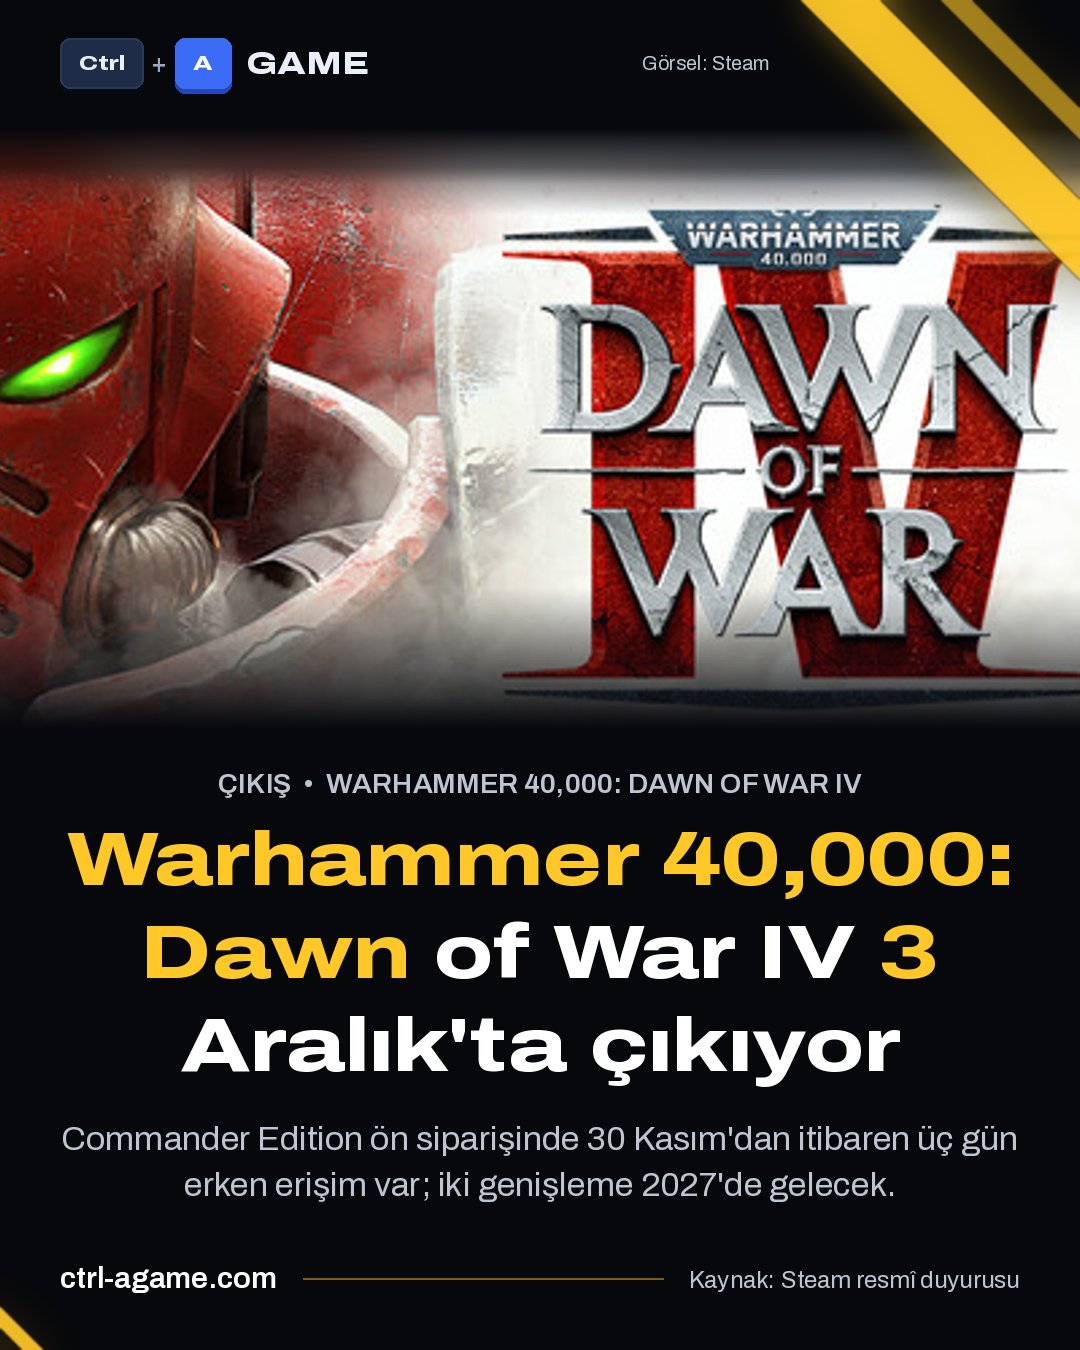 Ctrl + A GAME
Görsel: Steam
WARHAMMER
40,000
IV
DAWN
OF
WAR
ÇIKIŞ • WARHAMMER 40,000: DAWN OF WAR IV
Warhammer 40,000:
Dawn of War IV 3
Aralık'ta çıkıyor
Commander Edition ön siparişinde 30 Kasım'dan itibaren üç gün
erken erişim var; iki genişleme 2027'de gelecek.
ctrl-agame.com
Kaynak: Steam resmî duyurusu